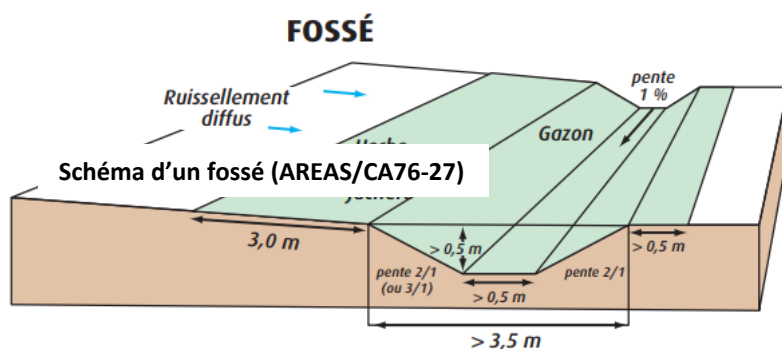 FOSSÉ
Ruissellement
diffus
pente
1 %
Gazon
Schéma d’un fossé (AREAS/CA76-27)
3,0 m
> 0,5 m
> 0,5 m
pente 2/1
(ou 3/1)
pente 2/1
> 0,5 m
> 3,5 m